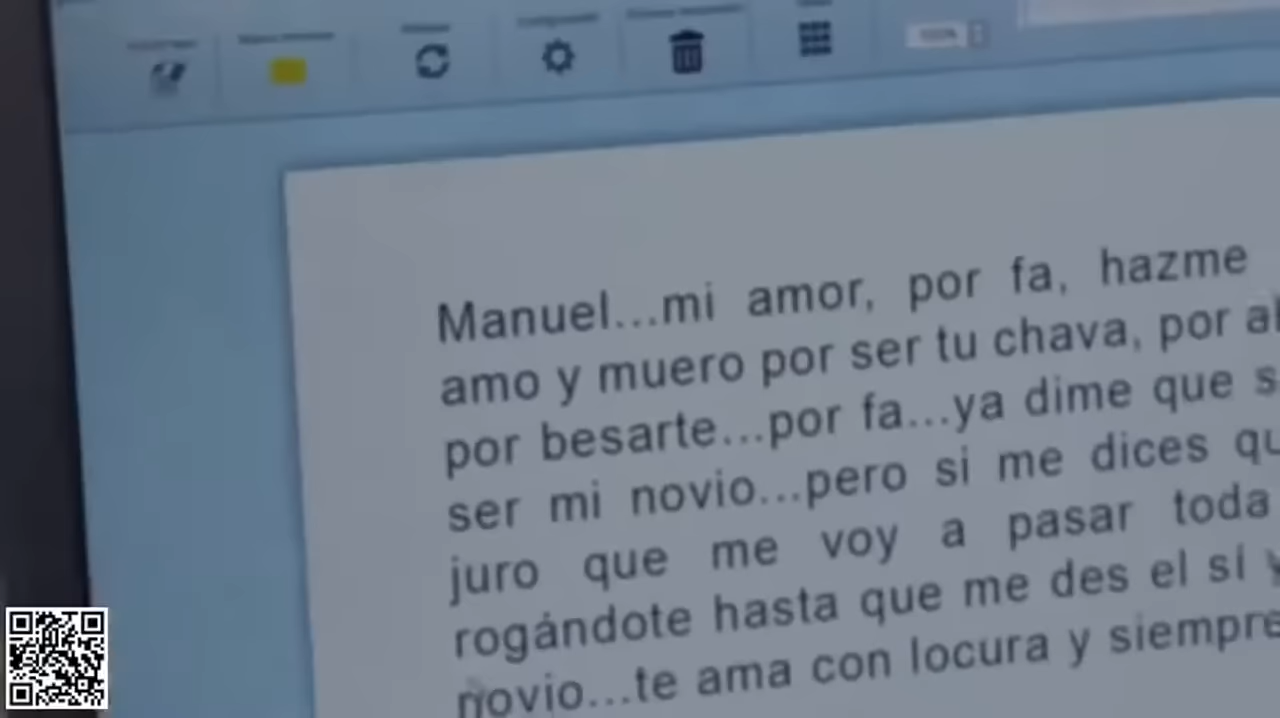 Manuel...mi amor, por fa, hazme
amo y muero por ser tu chava, por
por besarte...por fa...ya dime que
ser mi novio...pero si me dices
juro que me voy a pasar toda
rogándote hasta que me des el sí
novio...te ama con locura y siempre